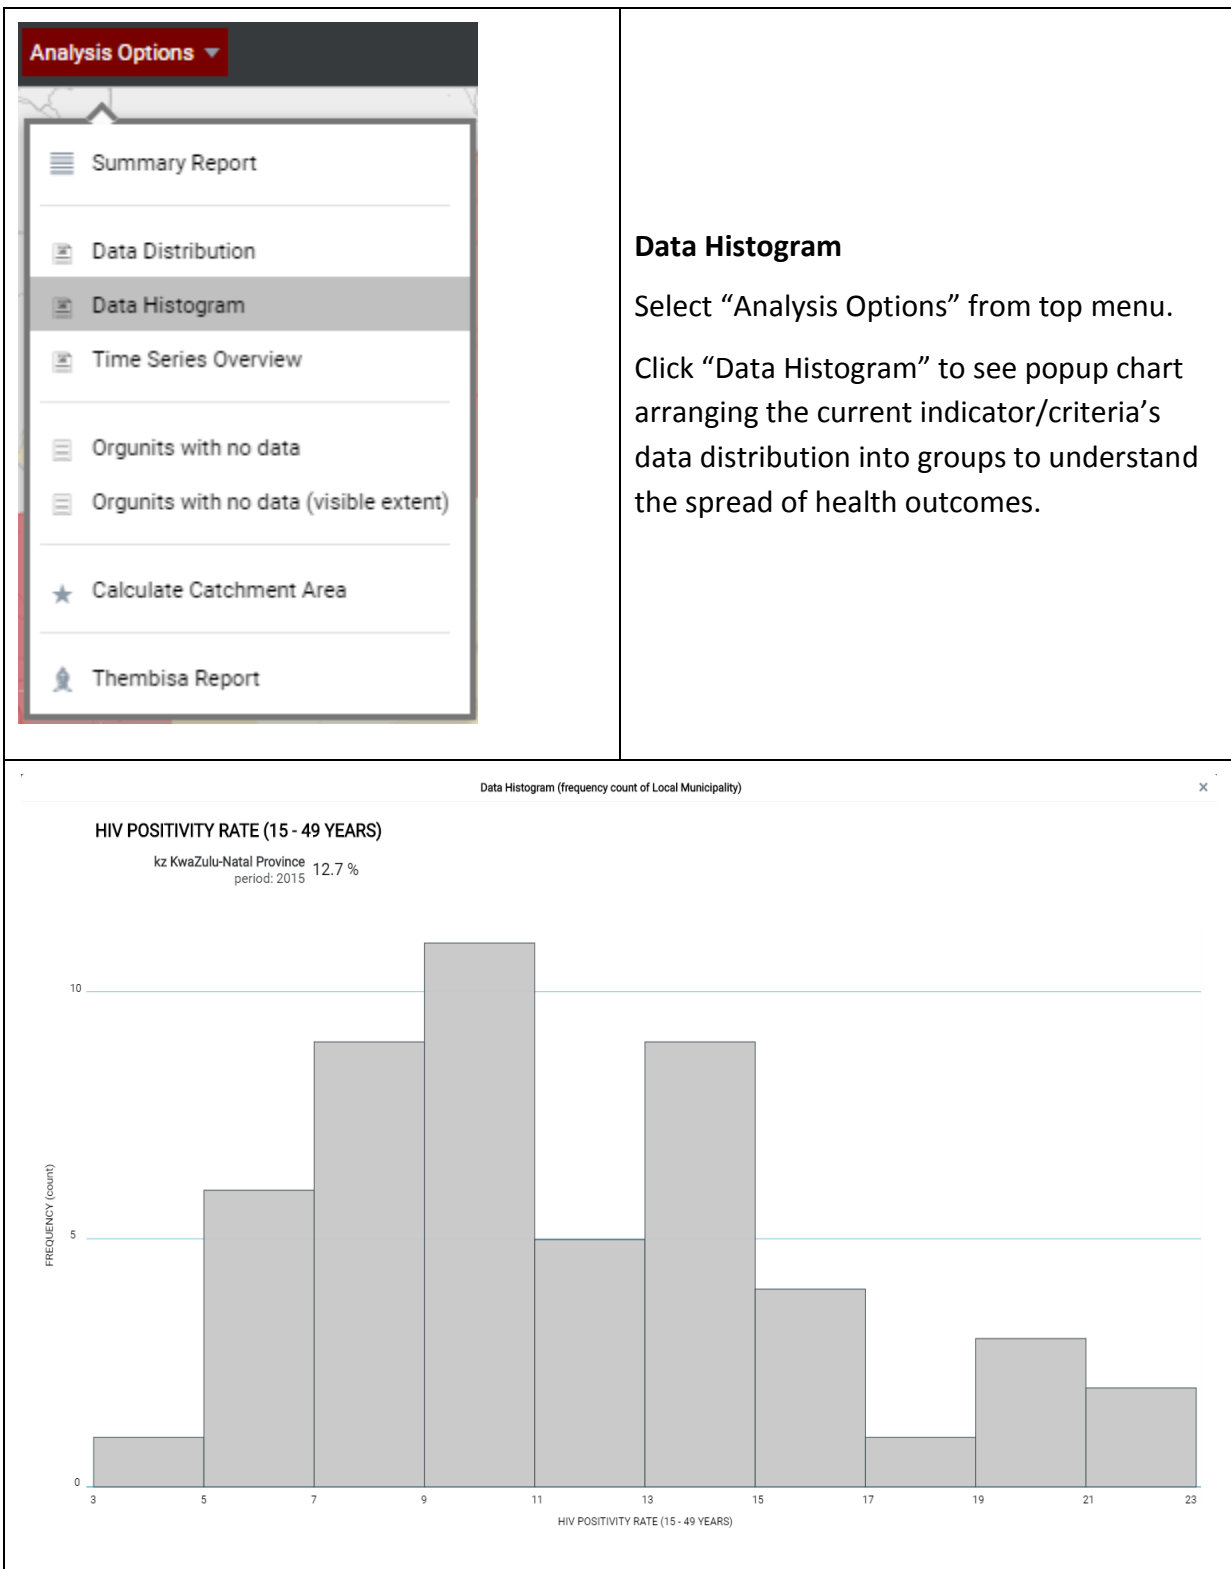 Analysis Options
Summary Report
Data Distribution
Data Histogram
Time Series Overview
Orgunits with no data
Orgunits with no data (visible extent)
Calculate Catchment Area
Thembisa Report
Data Histogram
Select “Analysis Options” from top menu.
Click “Data Histogram” to see popup chart
arranging the current indicator/criteria’s
data distribution into groups to understand
the spread of health outcomes.
Data Histogram (frequency count of Local Municipality)
×
HIV POSITIVITY RATE (15 - 49 YEARS)
kz KwaZulu-Natal Province 12.7 %
period: 2015
10
5
0
FREQUENCY (count)
3 5 7 9 11 13 15 17 19 21 23
HIV POSITIVITY RATE (15 - 49 YEARS)